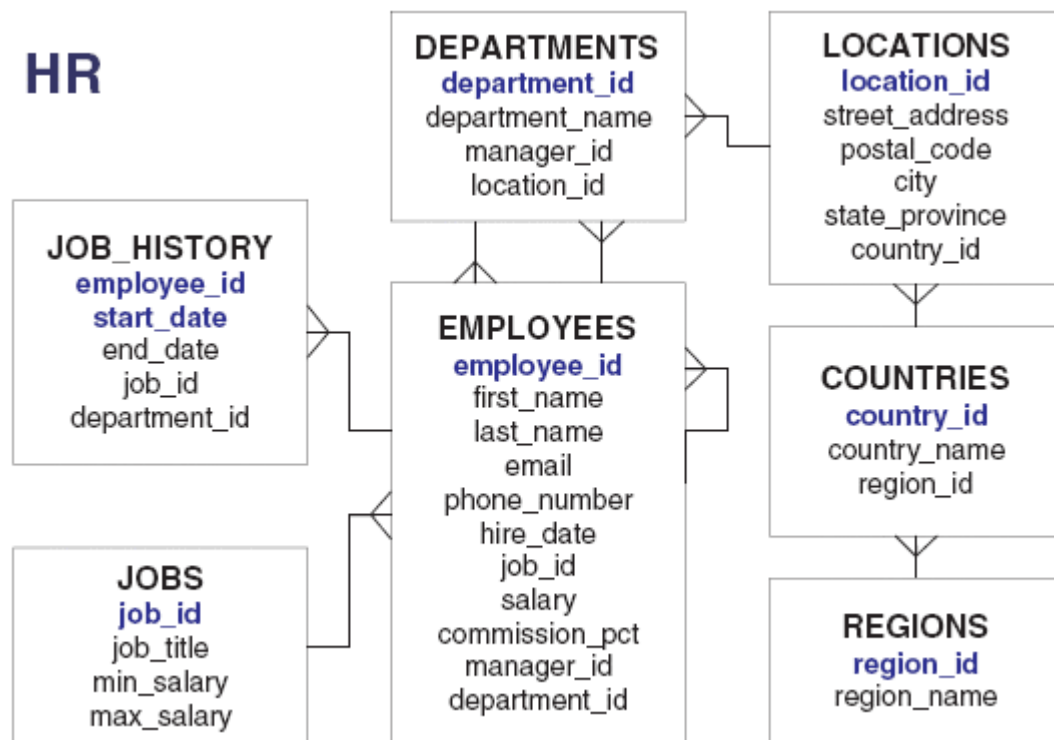 HR
DEPARTMENTS
department_id
department_name
manager_id
location_id
LOCATIONS
location_id
street_address
postal_code
city
state_province
country_id
JOB_HISTORY
employee_id
start_date
end_date
job_id
department_id
EMPLOYEES
employee_id
first_name
last_name
email
phone_number
hire_date
job_id
salary
commission_pct
manager_id
department_id
COUNTRIES
country_id
country_name
region_id
JOBS
job_id
job_title
min_salary
max_salary
REGIONS
region_id
region_name